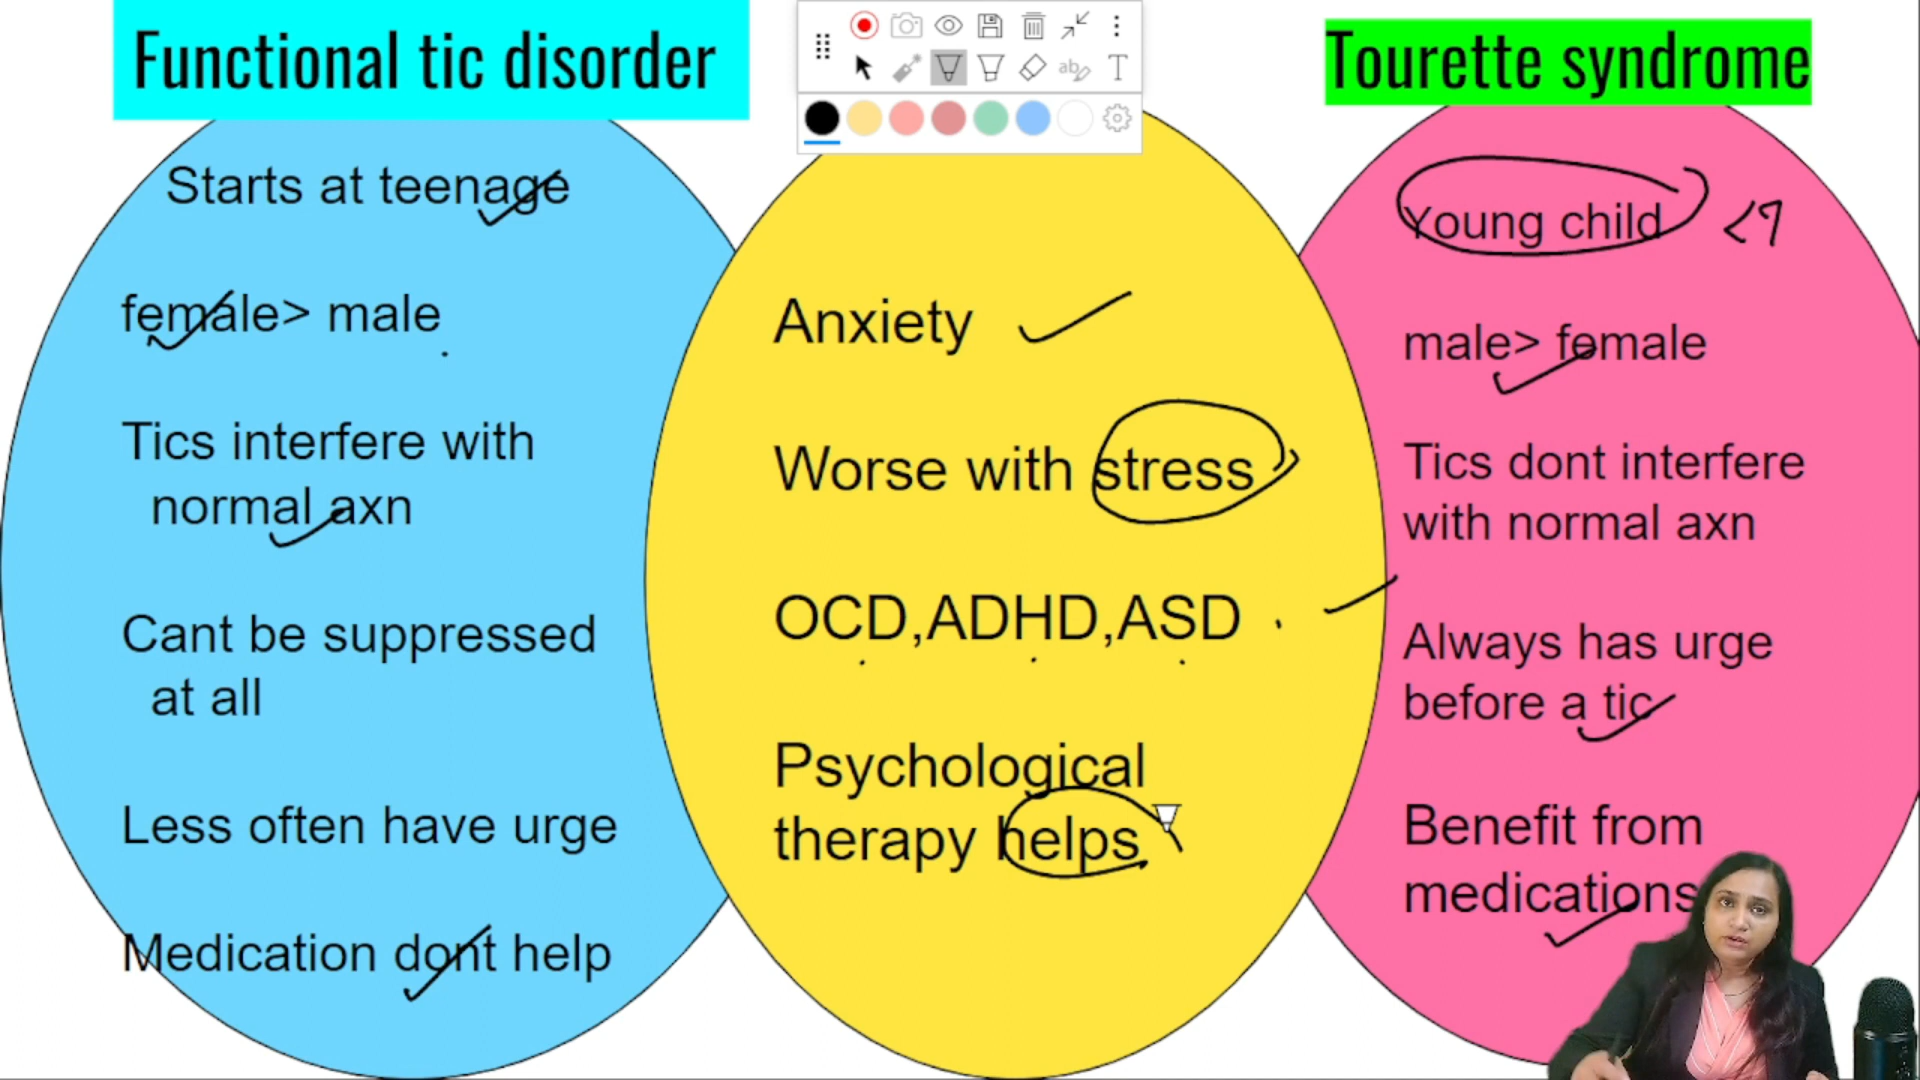 Functional tic disorder
Starts at teenage
female> male
Tics interfere with
normal axn
Cant be suppressed
at all
Less often have urge
Medication dont help
Anxiety
Worse with stress
OCD,ADHD,ASD
Psychological
therapy helps
Tourette syndrome
Young child <7
male> female
Tics dont interfere
with normal axn
Always has urge
before a tic
Benefit from
medications